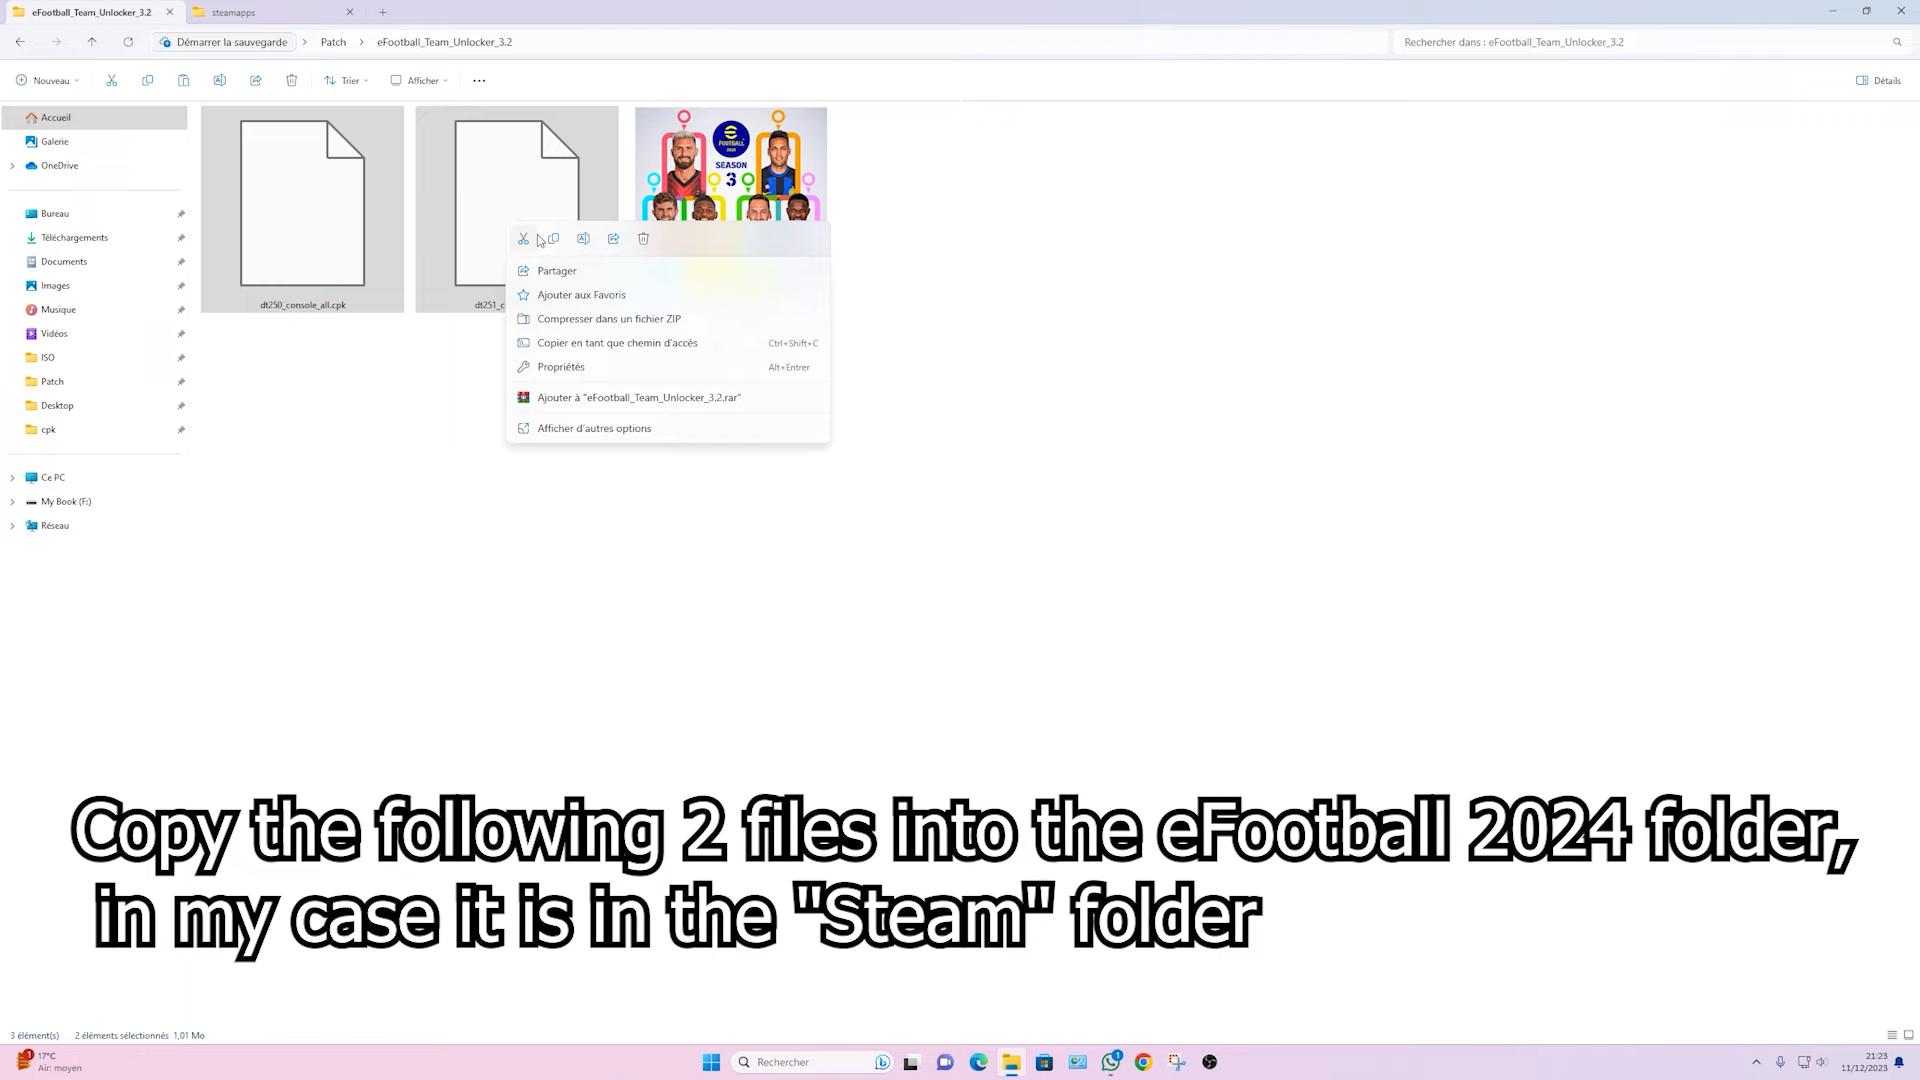 eFootball_Team_Unlocker_3.2
steamapps
Démarrer la sauvegarde
Patch
eFootball_Team_Unlocker_3.2
Rechercher dans : eFootball_Team_Unlocker_3.2
Nouveau
Trier
Afficher
Détails
Accueil
Galerie
OneDrive
Bureau
Téléchargements
Documents
Images
Musique
Vidéos
ISO
Patch
Desktop
cpk
Ce PC
My Book (F:)
Réseau
dt250_console_all.cpk
dt251_c
FOOTBALL
SEASON
3
Partager
Ajouter aux Favoris
Compresser dans un fichier ZIP
Copier en tant que chemin d'accès Ctrl+Shift+C
Propriétés Alt+Entrer
Ajouter à "eFootball_Team_Unlocker_3.2.rar"
Afficher d'autres options
Copy the following 2 files into the eFootball 2024 folder,
in my case it is in the "Steam" folder
3 élément(s) 2 éléments sélectionnés 1,01 Mo
1
17°C
Air: moyen
Rechercher
1
21:23
11/12/2023